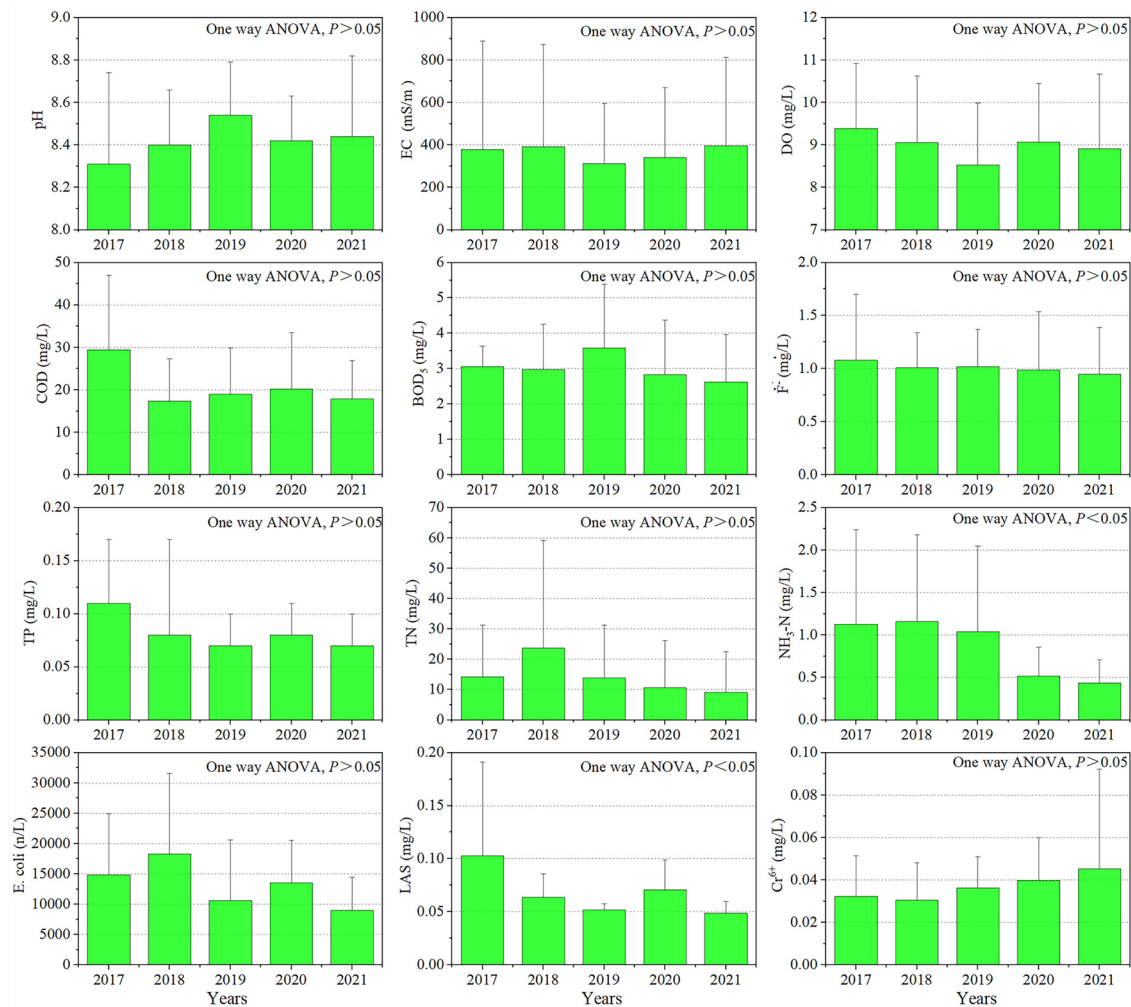 One way ANOVA, P＞0.05
9.0
8.8
8.6
8.4
8.2
8.0
pH
2017 2018 2019 2020 2021
One way ANOVA, P＞0.05
1000
800
600
400
200
0
EC (mS/m )
2017 2018 2019 2020 2021
One way ANOVA, P＞0.05
12
11
10
9
8
7
DO (mg/L)
2017 2018 2019 2020 2021
One way ANOVA, P＞0.05
50
40
30
20
10
0
COD (mg/L)
2017 2018 2019 2020 2021
One way ANOVA, P＞0.05
6
5
4
3
2
1
0
BOD₅ (mg/L)
2017 2018 2019 2020 2021
One way ANOVA, P＞0.05
2.0
1.5
1.0
0.5
0.0
F⁻ (mg/L)
2017 2018 2019 2020 2021
One way ANOVA, P＞0.05
0.20
0.15
0.10
0.05
0.00
TP (mg/L)
2017 2018 2019 2020 2021
One way ANOVA, P＞0.05
70
60
50
40
30
20
10
0
TN (mg/L)
2017 2018 2019 2020 2021
One way ANOVA, P＜0.05
2.5
2.0
1.5
1.0
0.5
0.0
NH₃-N (mg/L)
2017 2018 2019 2020 2021
One way ANOVA, P＞0.05
35000
30000
25000
20000
15000
10000
5000
0
E. coli (n/L)
2017 2018 2019 2020 2021
Years
One way ANOVA, P＜0.05
0.20
0.15
0.10
0.05
0.00
LAS (mg/L)
2017 2018 2019 2020 2021
Years
One way ANOVA, P＞0.05
0.10
0.08
0.06
0.04
0.02
0.00
Cr⁶⁺ (mg/L)
2017 2018 2019 2020 2021
Years